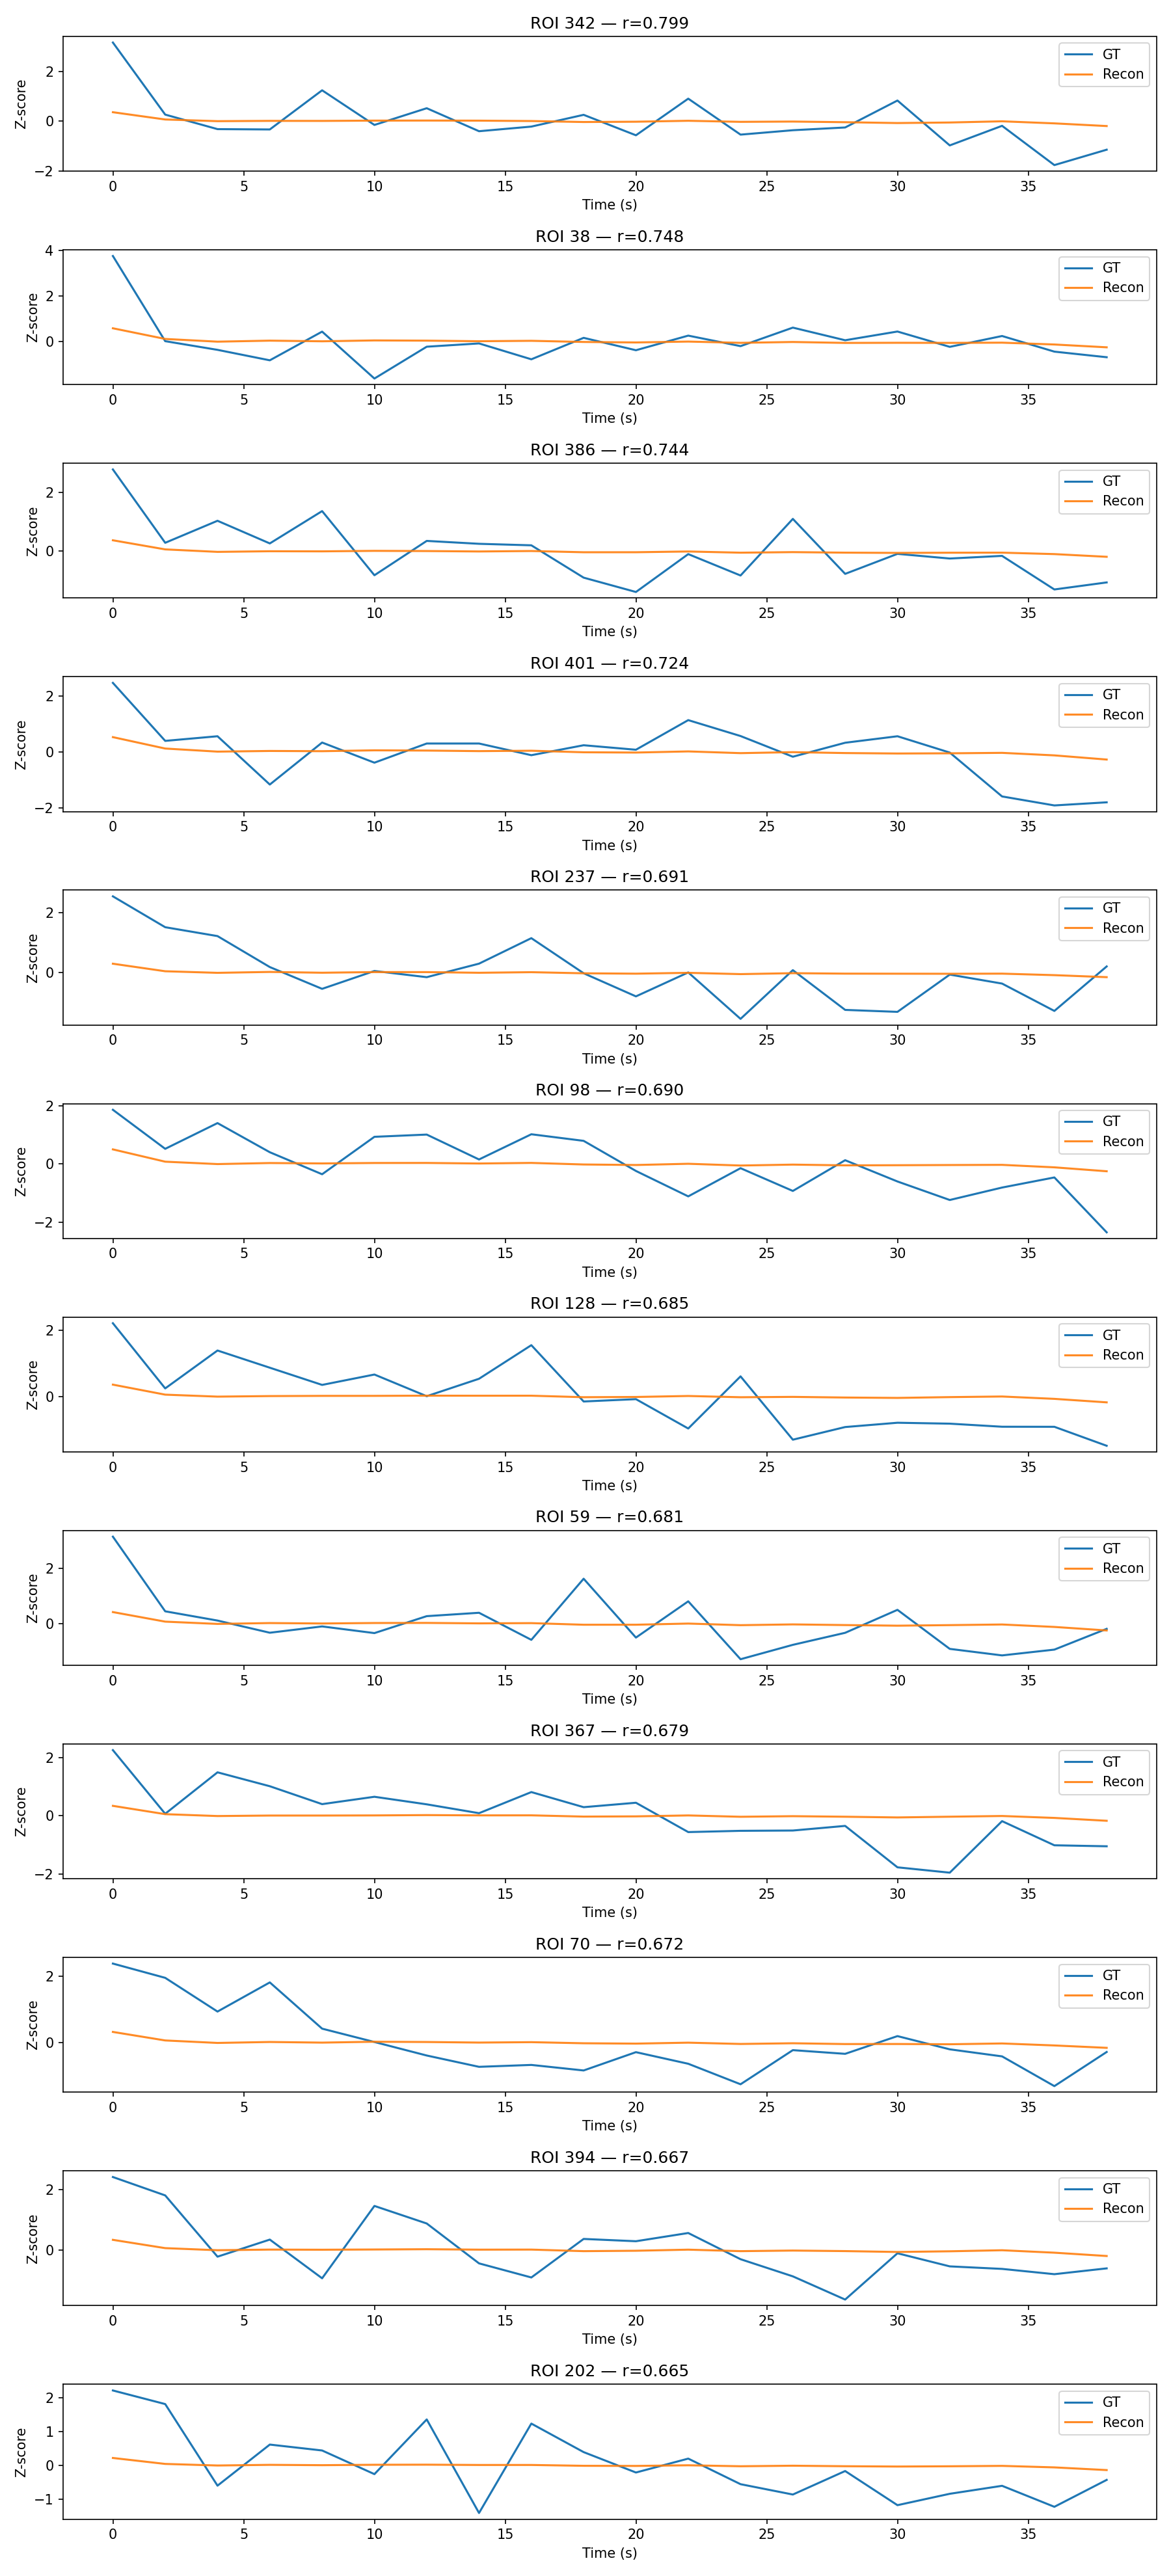 ROI 342 — r=0.799
GT
Recon
Z-score
2
0
−2
0 5 10 15 20 25 30 35
Time (s)
ROI 38 — r=0.748
GT
Recon
Z-score
4
2
0
0 5 10 15 20 25 30 35
Time (s)
ROI 386 — r=0.744
GT
Recon
Z-score
2
0
0 5 10 15 20 25 30 35
Time (s)
ROI 401 — r=0.724
GT
Recon
Z-score
2
0
−2
0 5 10 15 20 25 30 35
Time (s)
ROI 237 — r=0.691
GT
Recon
Z-score
2
0
0 5 10 15 20 25 30 35
Time (s)
ROI 98 — r=0.690
GT
Recon
Z-score
2
0
−2
0 5 10 15 20 25 30 35
Time (s)
ROI 128 — r=0.685
GT
Recon
Z-score
2
0
0 5 10 15 20 25 30 35
Time (s)
ROI 59 — r=0.681
GT
Recon
Z-score
2
0
0 5 10 15 20 25 30 35
Time (s)
ROI 367 — r=0.679
GT
Recon
Z-score
2
0
−2
0 5 10 15 20 25 30 35
Time (s)
ROI 70 — r=0.672
GT
Recon
Z-score
2
0
0 5 10 15 20 25 30 35
Time (s)
ROI 394 — r=0.667
GT
Recon
Z-score
2
0
0 5 10 15 20 25 30 35
Time (s)
ROI 202 — r=0.665
GT
Recon
Z-score
2
1
0
−1
0 5 10 15 20 25 30 35
Time (s)